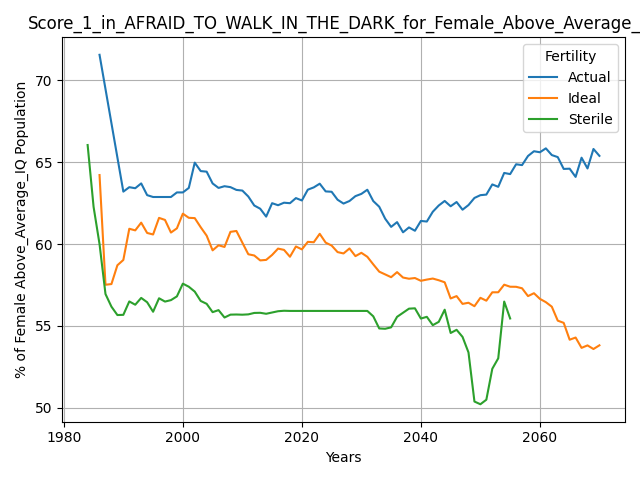 Score_1_in_AFRAID_TO_WALK_IN_THE_DARK_for_Female_Above_Average_
% of Female Above_Average_IQ Population
70
65
60
55
50
Fertility
Actual
Ideal
Sterile
1980
2000
2020
2040
2060
Years